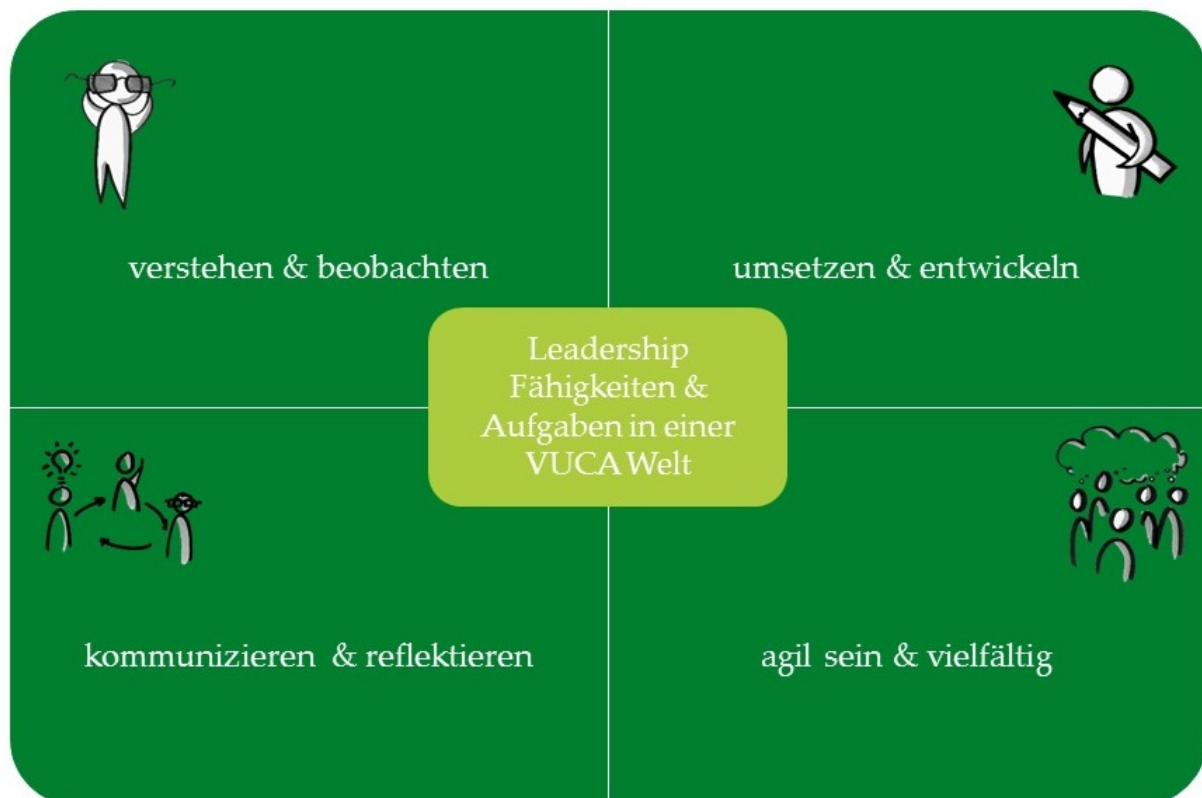 verstehen & beobachten
umsetzen & entwickeln
Leadership
Fähigkeiten &
Aufgaben in einer
VUCA Welt
kommunizieren & reflektieren
agil sein & vielfältig